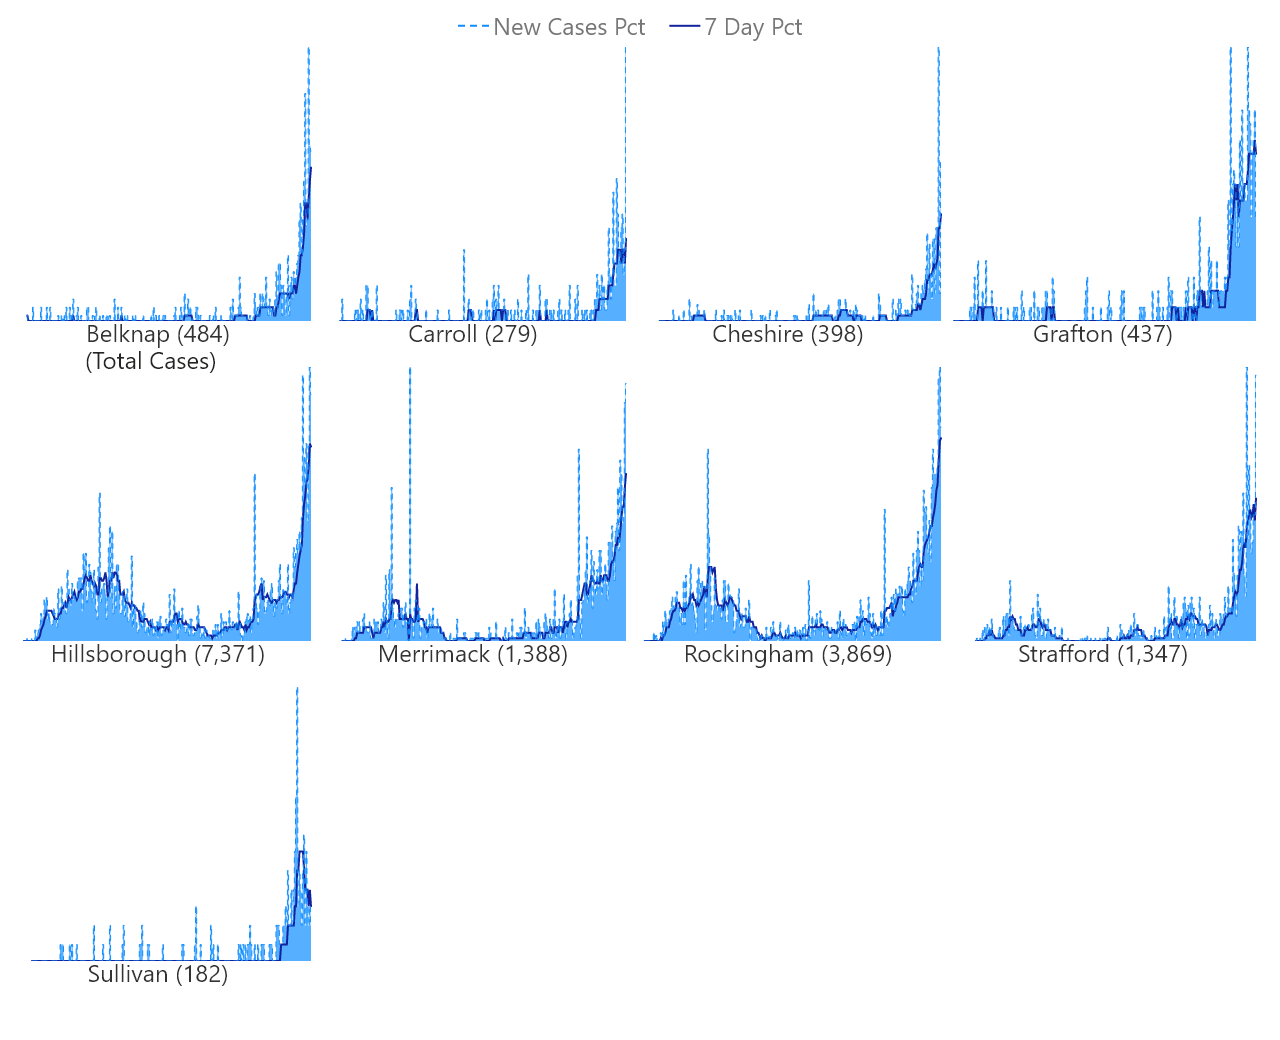 New Cases Pct 7 Day Pct
Belknap (484)
(Total Cases)
Carroll (279)
Cheshire (398)
Grafton (437)
Hillsborough (7,371)
Merrimack (1,388)
Rockingham (3,869)
Strafford (1,347)
Sullivan (182)